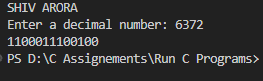 SHIV ARORA
Enter a decimal number: 6372
1100011100100
PS D:\C Assignements\Run C Programs>